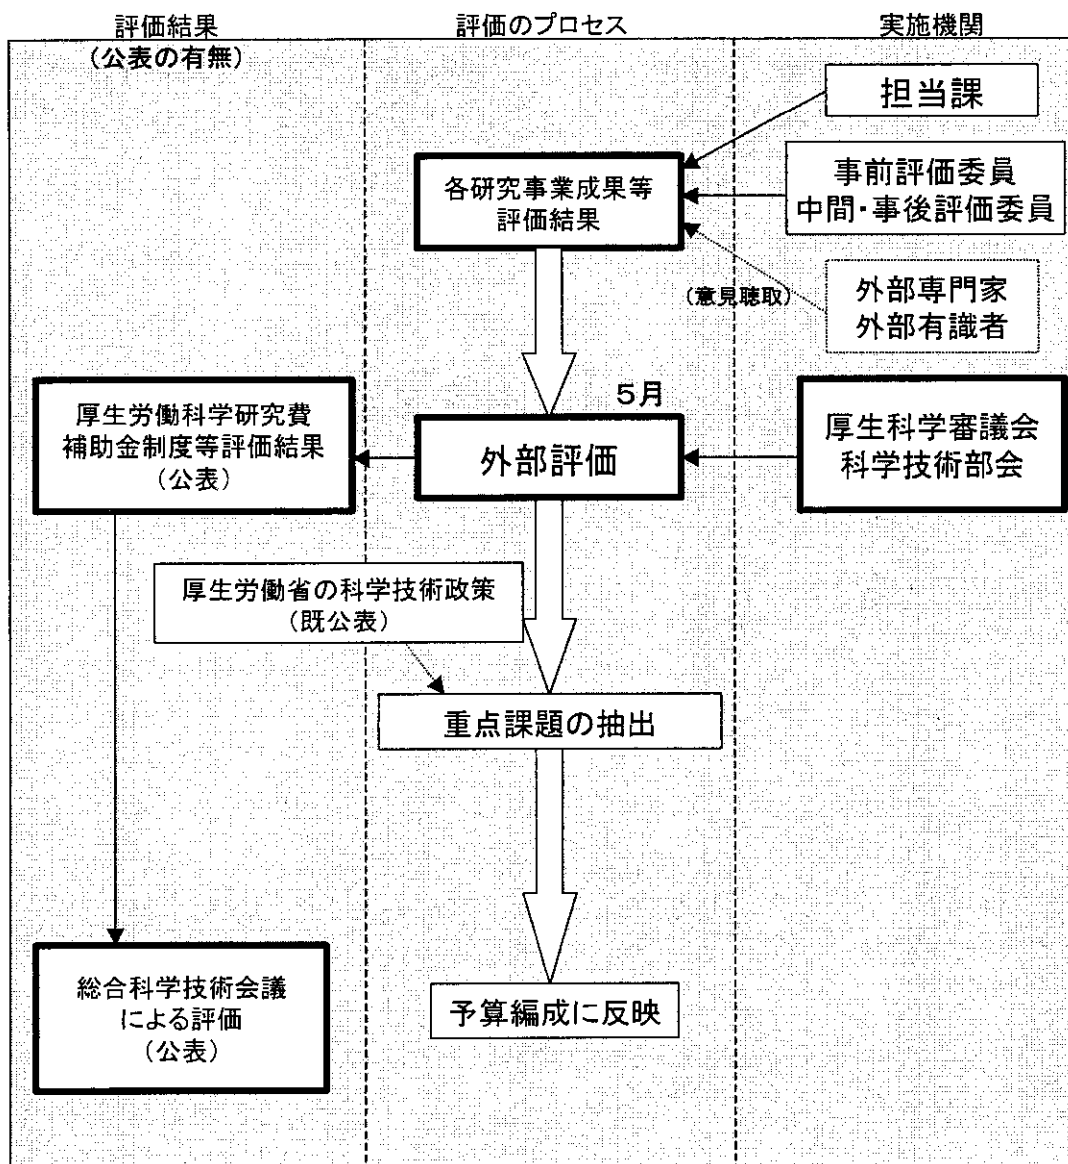 評価結果
(公表の有無)
評価のプロセス
実施機関
担当課
各研究事業成果等
評価結果
事前評価委員
中間・事後評価委員
(意見聴取)
外部専門家
外部有識者
5月
厚生労働科学研究費
補助金制度等評価結果
(公表)
外部評価
厚生科学審議会
科学技術部会
厚生労働省の科学技術政策
(既公表)
重点課題の抽出
総合科学技術会議
による評価
(公表)
予算編成に反映